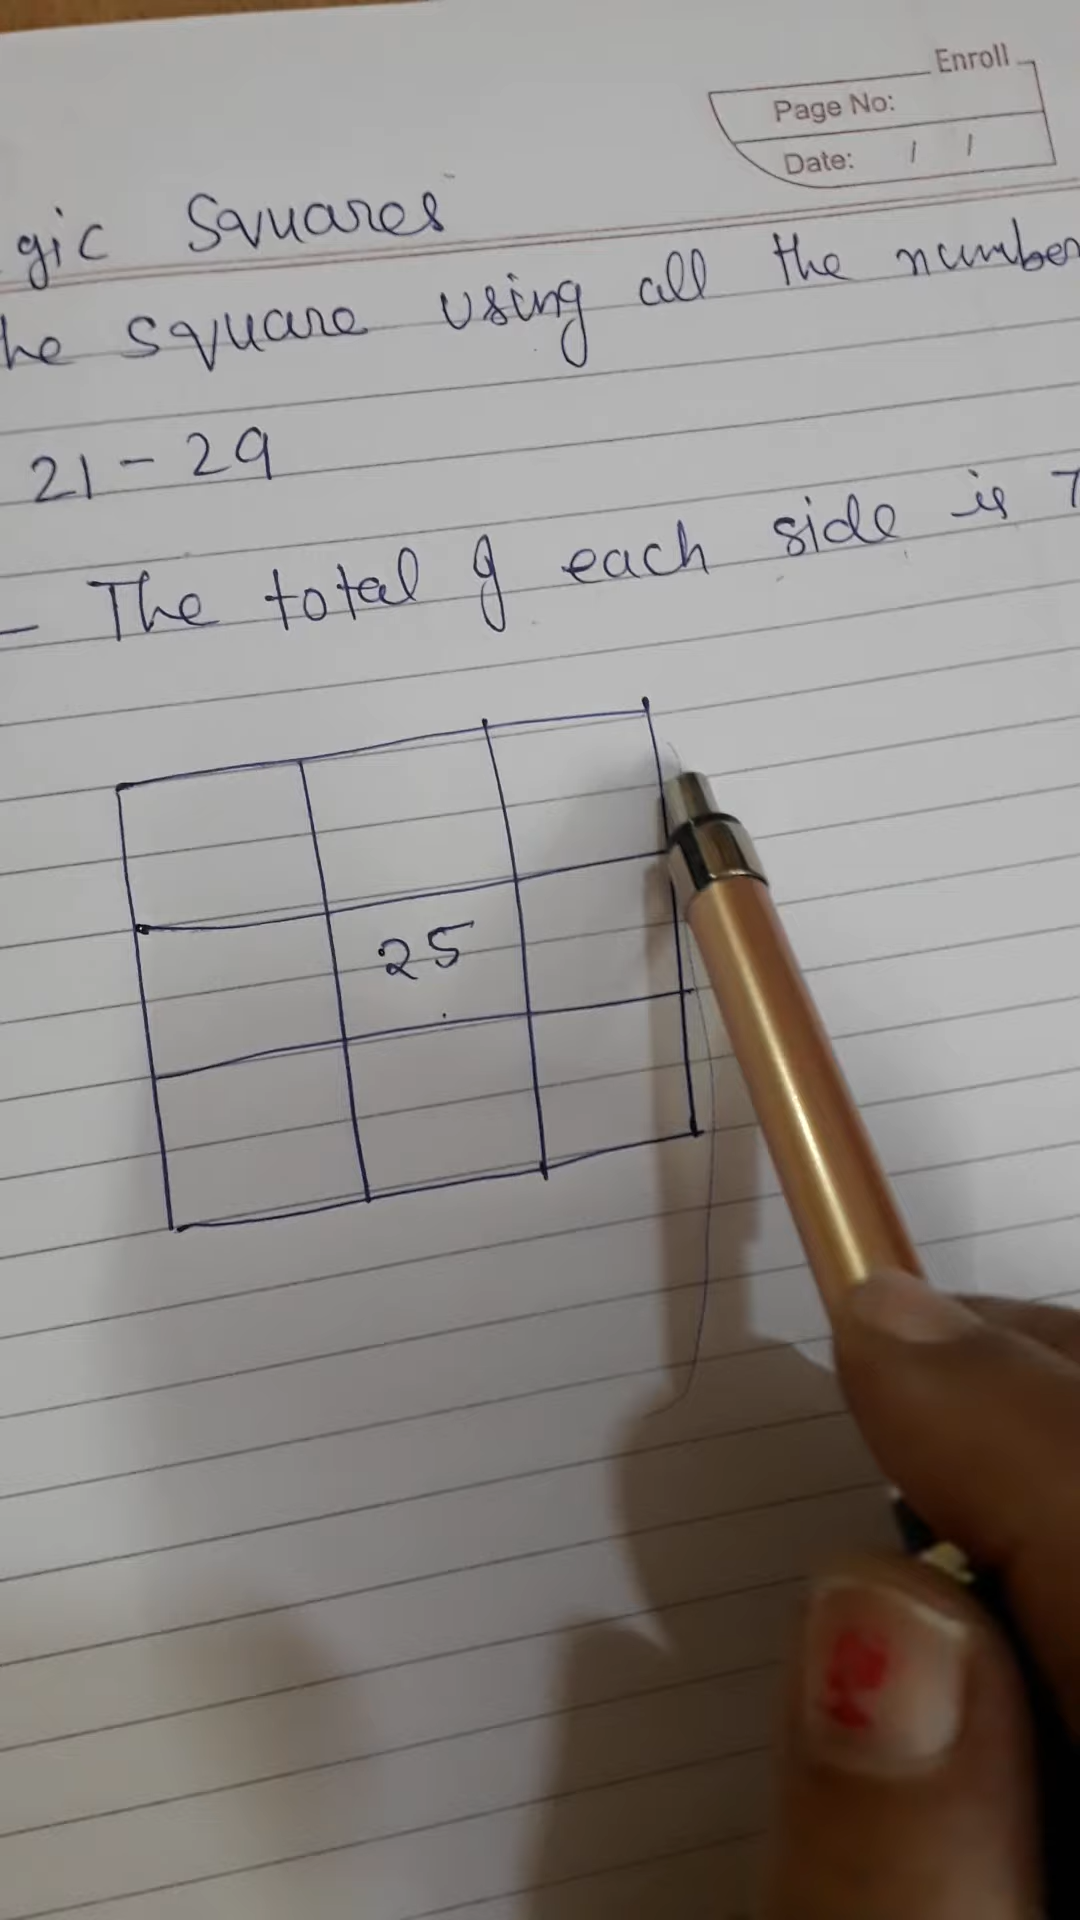 Enroll
Page No:
Date: / /
gic Squares
he square using all the number
21 - 29
- The total of each side is 7
25